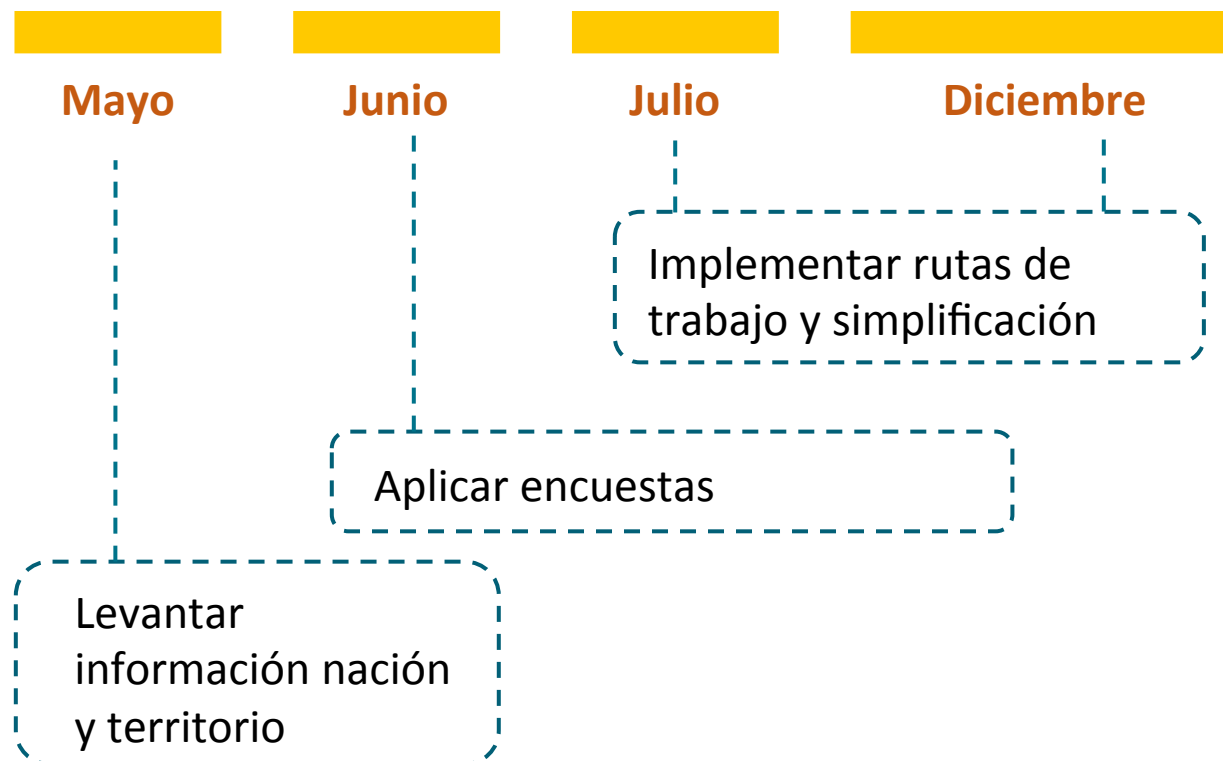 Mayo
Junio
Julio
Diciembre
Implementar rutas de
trabajo y simplificación
Aplicar encuestas
Levantar
información nación
y territorio